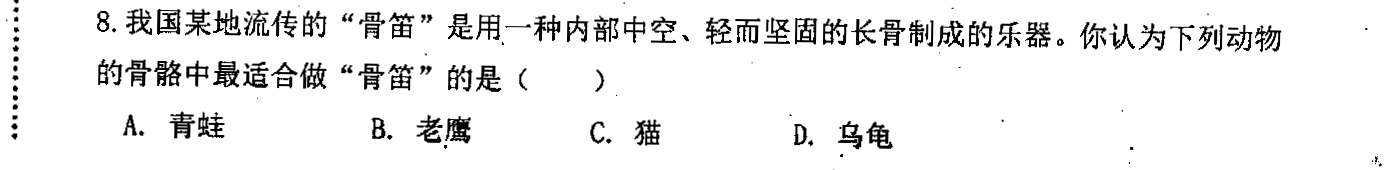 8. 我国某地流传的“骨笛”是用一种内部中空、轻而坚固的长骨制成的乐器。你认为下列动物
的骨骼中最适合做“骨笛”的是（　　）
A. 青蛙　　B. 老鹰　　C. 猫　　D. 乌龟